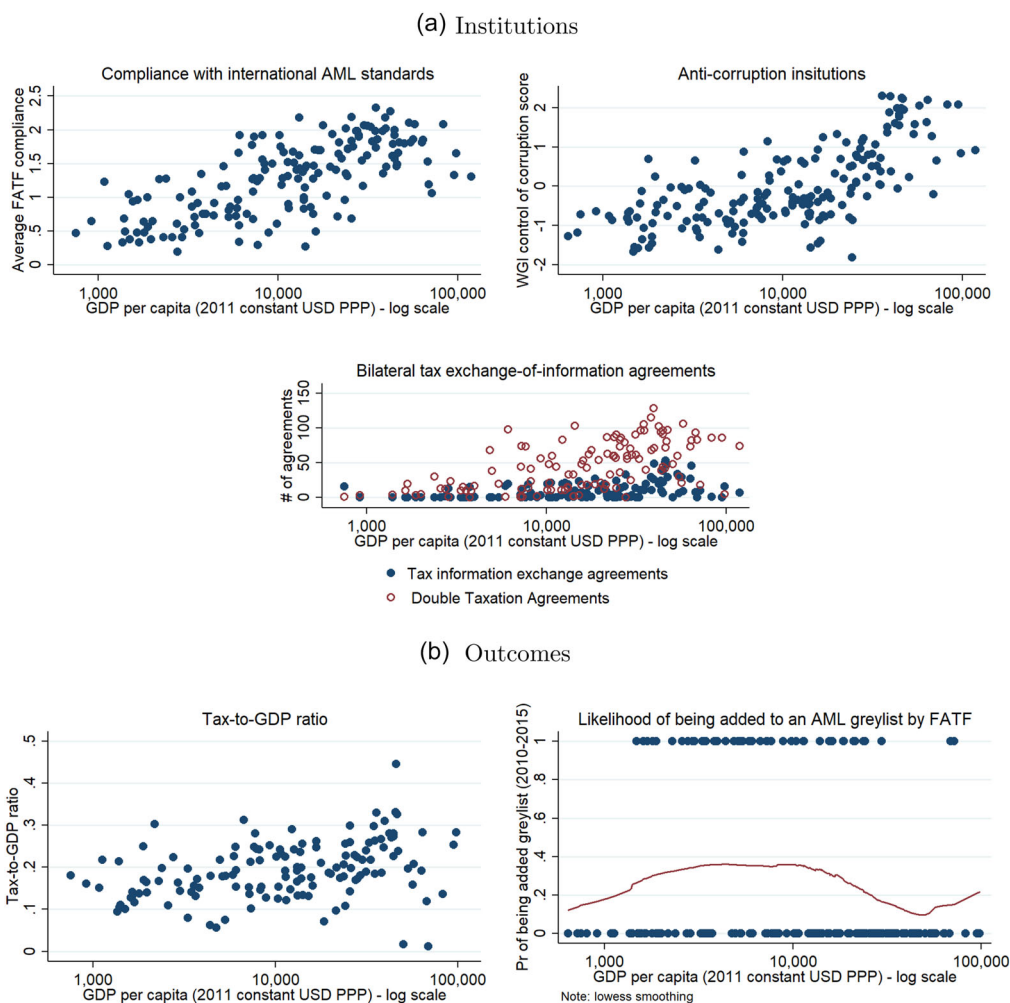 (a) Institutions
Compliance with international AML standards
Average FATF compliance
0 0.5 1 1.5 2 2.5
1,000 10,000 100,000
GDP per capita (2011 constant USD PPP) - log scale
Anti-corruption insitutions
WGI control of corruption score
-2 -1 0 1 2
1,000 10,000 100,000
GDP per capita (2011 constant USD PPP) - log scale
Bilateral tax exchange-of-information agreements
# of agreements
0 50 100 150
1,000 10,000 100,000
GDP per capita (2011 constant USD PPP) - log scale
Tax information exchange agreements
Double Taxation Agreements
(b) Outcomes
Tax-to-GDP ratio
Tax-to-GDP ratio
0 .1 .2 .3 .4 .5
1,000 10,000 100,000
GDP per capita (2011 constant USD PPP) - log scale
Likelihood of being added to an AML greylist by FATF
Pr of being added greylist (2010-2015)
0 .2 .4 .6 .8 1
1,000 10,000 100,000
GDP per capita (2011 constant USD PPP) - log scale
Note: lowess smoothing